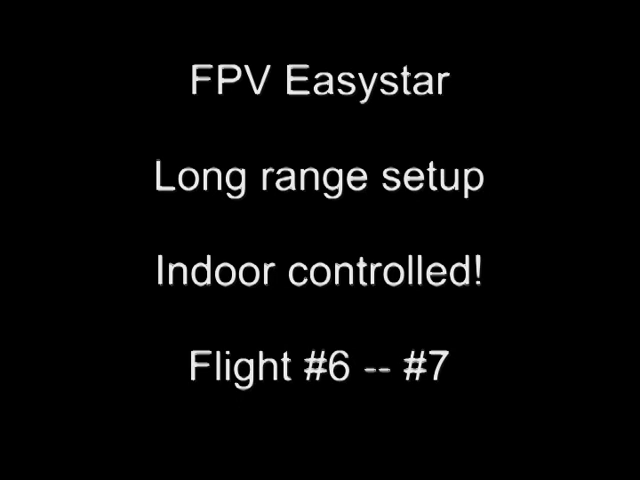 FPV Easystar
Long range setup
Indoor controlled!
Flight #6 -- #7